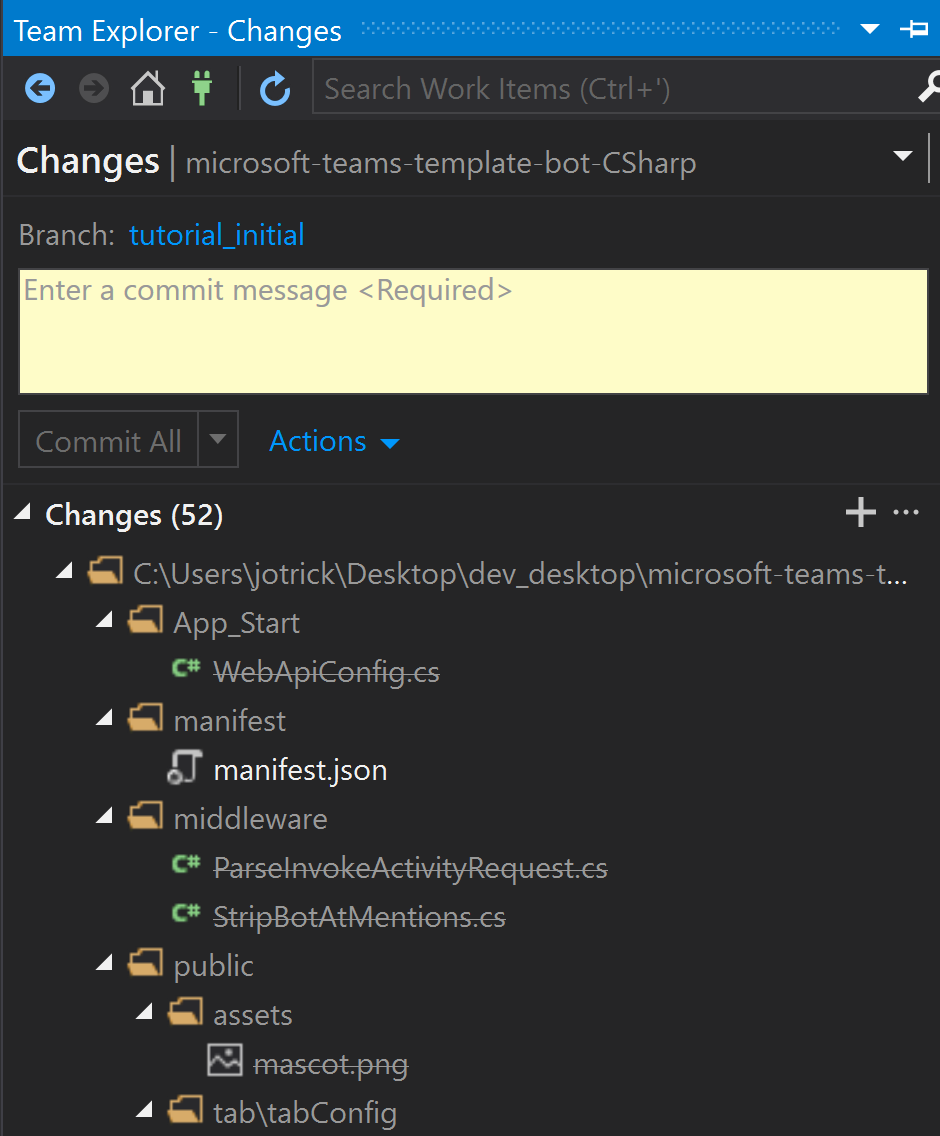 Team Explorer - Changes
Search Work Items (Ctrl+')
Changes | microsoft-teams-template-bot-CSharp
Branch: tutorial_initial
Enter a commit message <Required>
Commit All Actions
Changes (52)
C:\Users\jotrick\Desktop\dev_desktop\microsoft-teams-t...
App_Start
C# WebApiConfig.cs
manifest
manifest.json
middleware
C# ParseInvokeActivityRequest.cs
C# StripBotAtMentions.cs
public
assets
mascot.png
tab\tabConfig